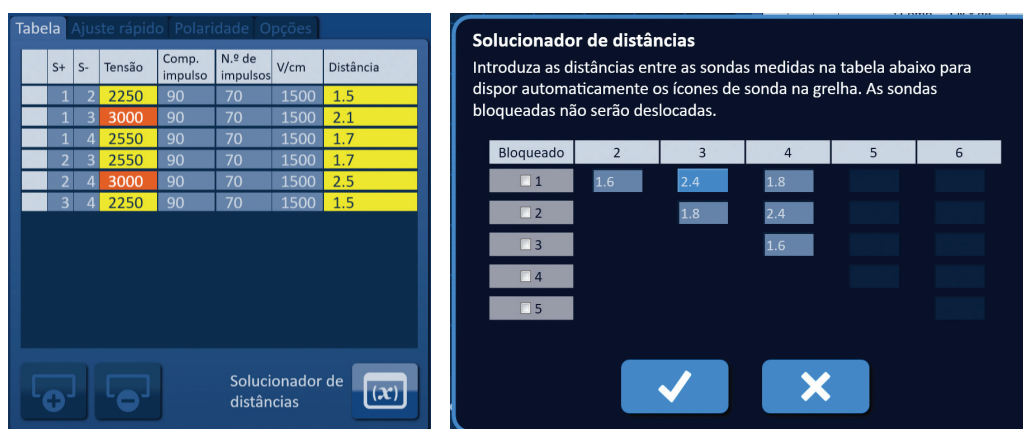 Tabela Ajuste rápido Polaridade Opções
S+ S- Tensão Comp. impulso N.º de impulsos V/cm Distância
1 2 2250 90 70 1500 1.5
1 3 3000 90 70 1500 2.1
1 4 2550 90 70 1500 1.7
2 3 2550 90 70 1500 1.7
2 4 3000 90 70 1500 2.5
3 4 2250 90 70 1500 1.5
Solucionador de
distâncias
(x)
Solucionador de distâncias
Introduza as distâncias entre as sondas medidas na tabela abaixo para
dispor automaticamente os ícones de sonda na grelha. As sondas
bloqueadas não serão deslocadas.
Bloqueado 2 3 4 5 6
1 1.6 2.4 1.8
2 1.8 2.4
3 1.6
4
5